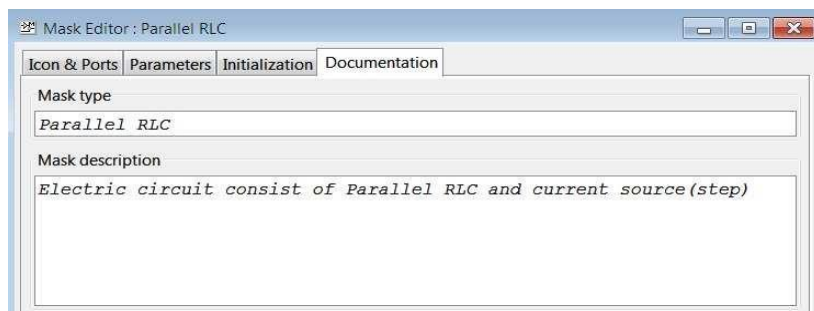 Mask Editor : Parallel RLC
Icon & Ports Parameters Initialization Documentation
Mask type
Parallel RLC
Mask description
Electric circuit consist of Parallel RLC and current source(step)